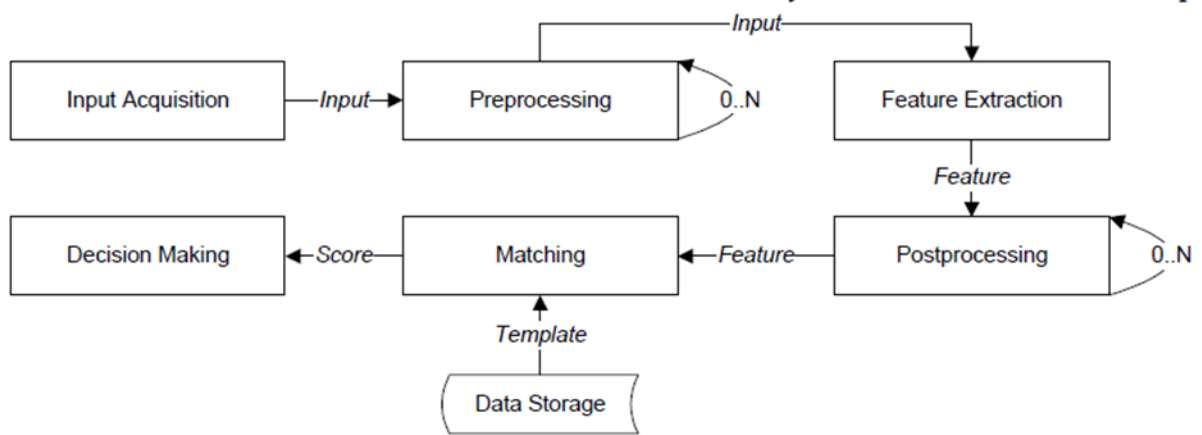 Input
Input Acquisition
Input
Preprocessing
0..N
Feature Extraction
Feature
Decision Making
Score
Matching
Feature
Postprocessing
0..N
Template
Data Storage